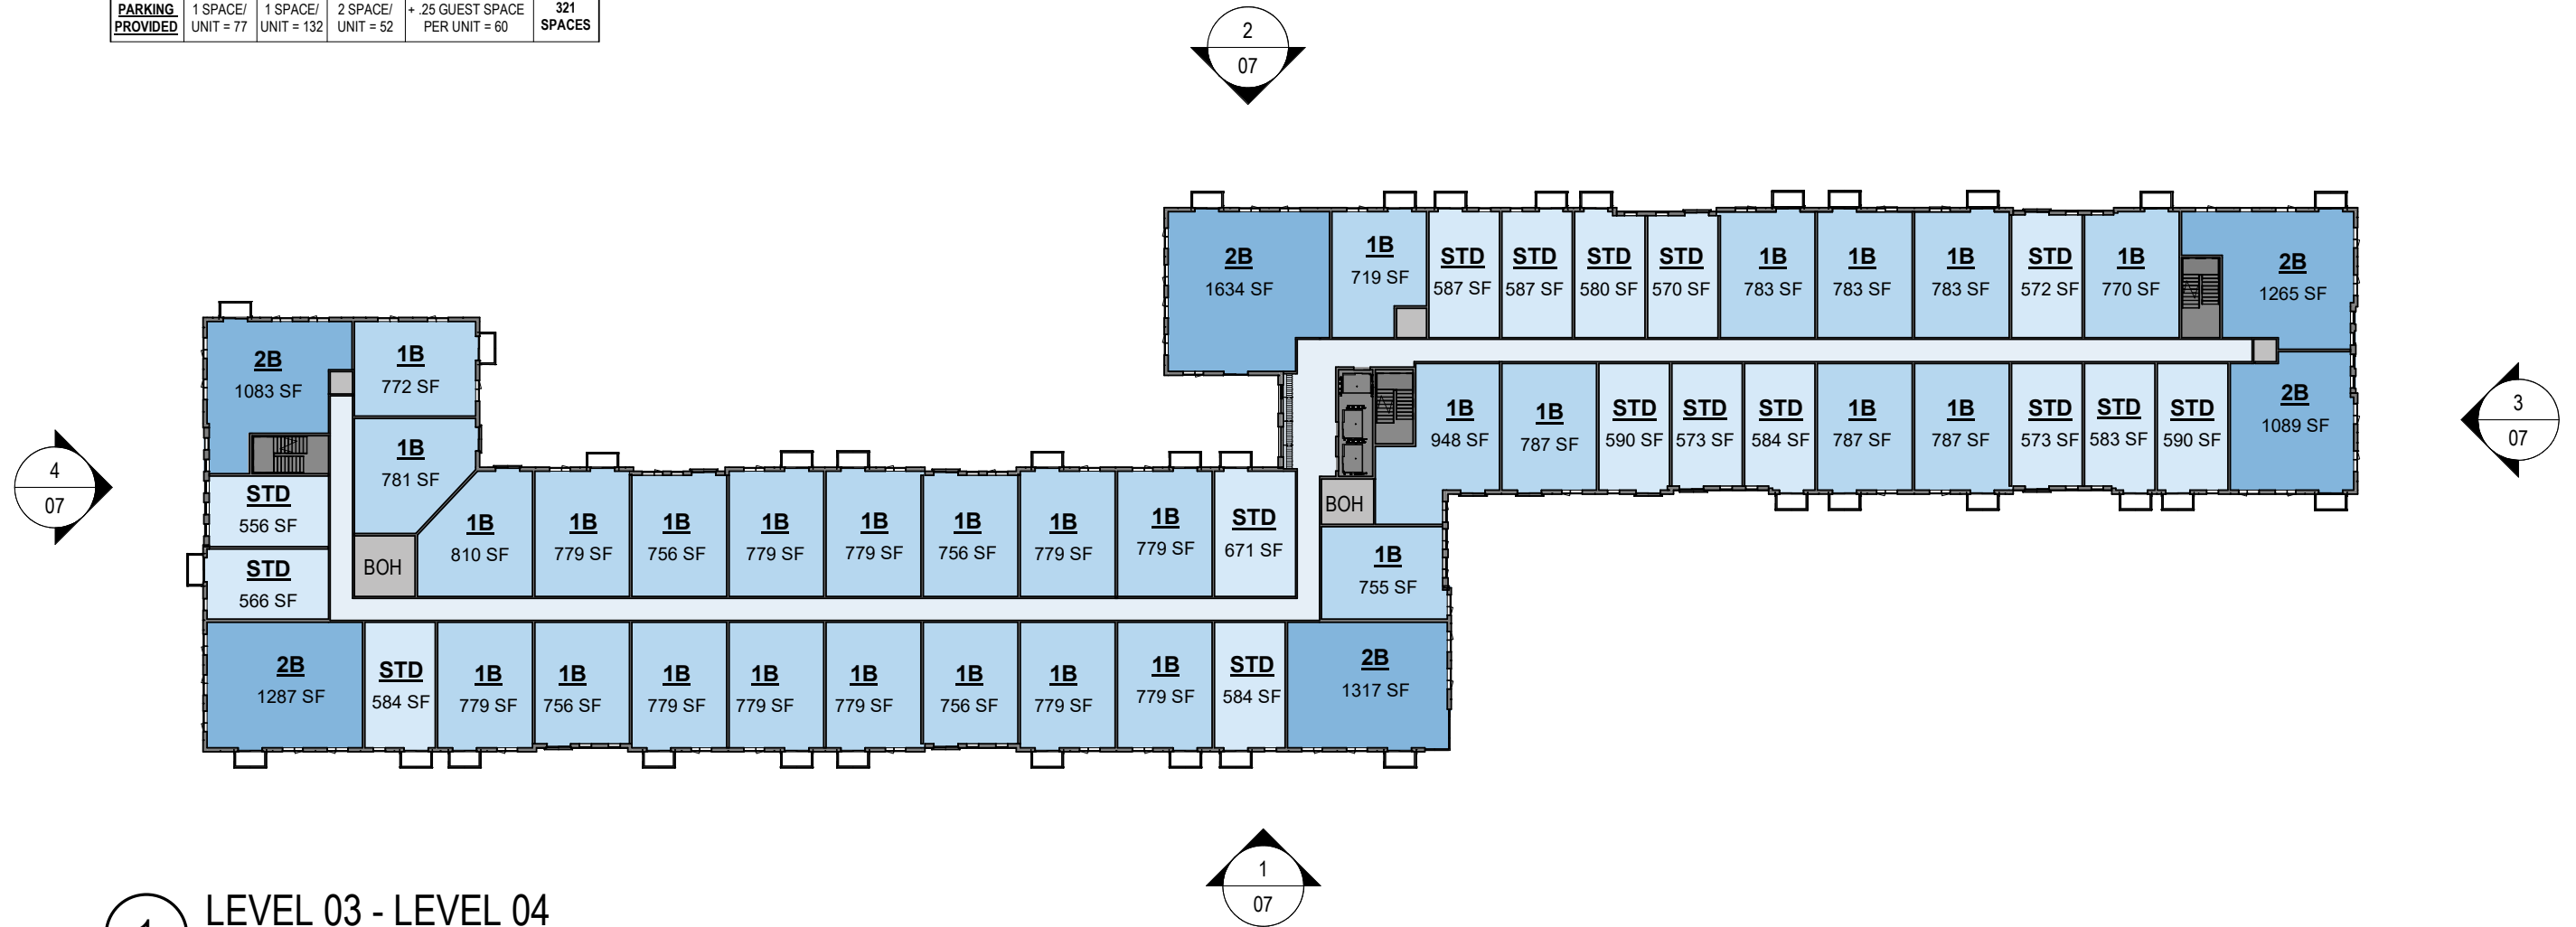 PARKING PROVIDED
1 SPACE/ UNIT = 77
1 SPACE/ UNIT = 132
2 SPACE/ UNIT = 52
+ .25 GUEST SPACE PER UNIT = 60
321 SPACES
2
07
2B
1634 SF
1B
719 SF
STD
587 SF
STD
587 SF
STD
580 SF
STD
570 SF
1B
783 SF
1B
783 SF
1B
783 SF
STD
572 SF
1B
770 SF
2B
1265 SF
2B
1083 SF
1B
772 SF
1B
948 SF
1B
787 SF
STD
590 SF
STD
573 SF
STD
584 SF
1B
787 SF
1B
787 SF
STD
573 SF
STD
583 SF
STD
590 SF
2B
1089 SF
3
07
4
07
1B
781 SF
STD
556 SF
STD
566 SF
BOH
1B
810 SF
1B
779 SF
1B
756 SF
1B
779 SF
1B
779 SF
1B
756 SF
1B
779 SF
1B
779 SF
STD
671 SF
BOH
1B
755 SF
2B
1287 SF
STD
584 SF
1B
779 SF
1B
756 SF
1B
779 SF
1B
779 SF
1B
779 SF
1B
756 SF
1B
779 SF
1B
779 SF
STD
584 SF
2B
1317 SF
1
07
1
LEVEL 03 - LEVEL 04